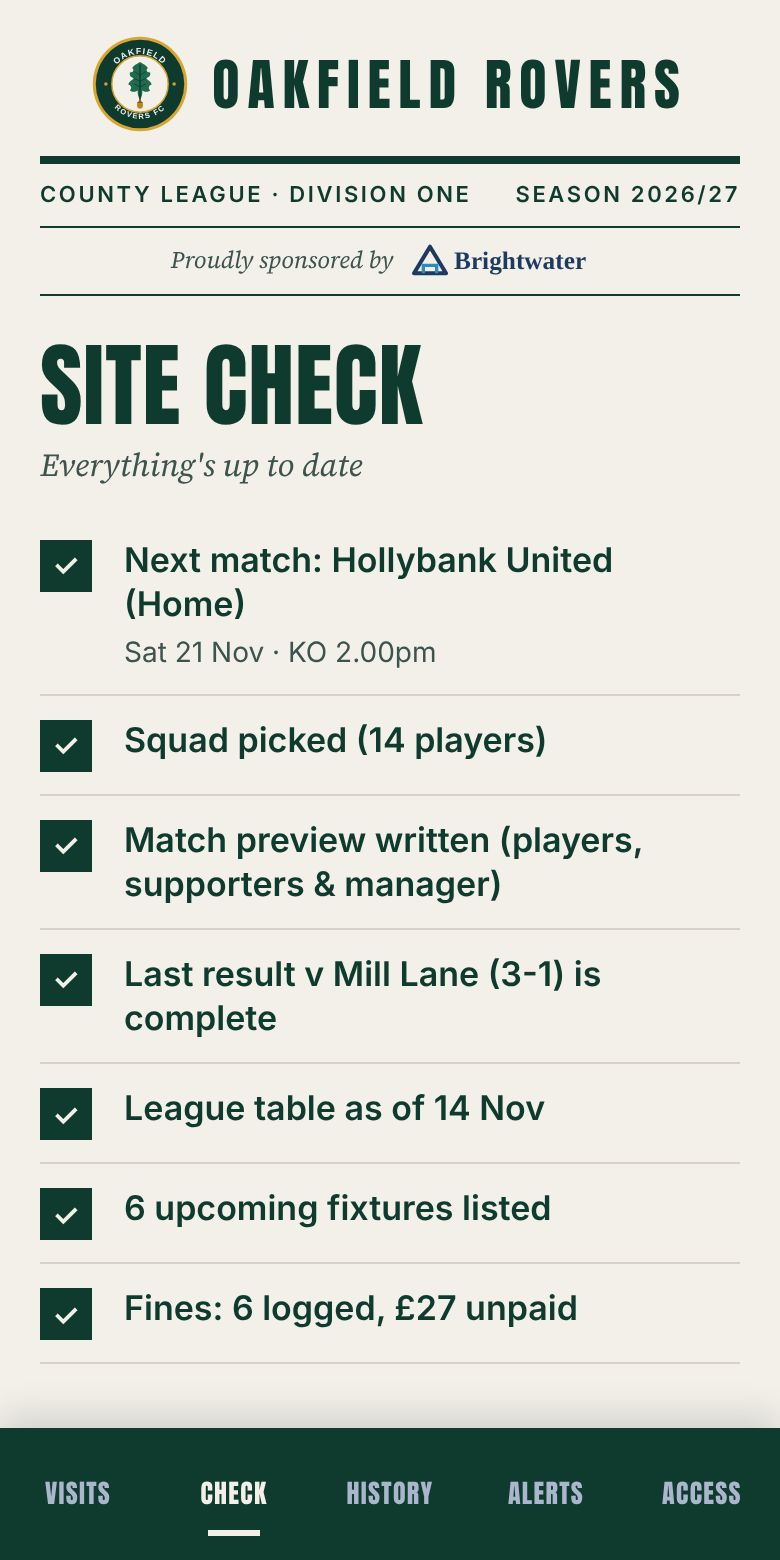 OAKFIELD
ROVERS FC
OAKFIELD ROVERS
COUNTY LEAGUE · DIVISION ONE SEASON 2026/27
Proudly sponsored by Brightwater
SITE CHECK
Everything's up to date
Next match: Hollybank United
(Home)
Sat 21 Nov · KO 2.00pm
Squad picked (14 players)
Match preview written (players,
supporters & manager)
Last result v Mill Lane (3-1) is
complete
League table as of 14 Nov
6 upcoming fixtures listed
Fines: 6 logged, £27 unpaid
VISITS CHECK HISTORY ALERTS ACCESS